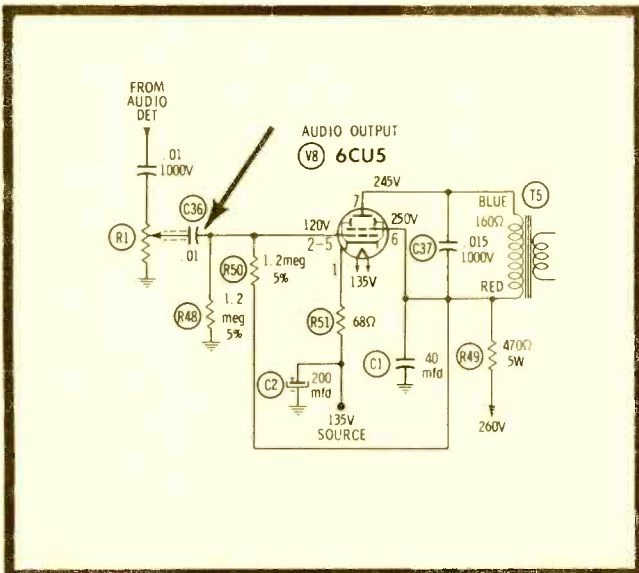 FROM
AUDIO
DET
.01
1000V
R1
C36
.01
AUDIO OUTPUT
V8 6CU5
7
245V
120V
250V
2-5
6
1
135V
1.2meg
5%
R50
R48
1.2
meg
5%
R51
68Ω
C2
200
mfd
135V
SOURCE
C37
.015
1000V
BLUE
160Ω
RED
T5
C1
40
mfd
R49
470Ω
5W
260V